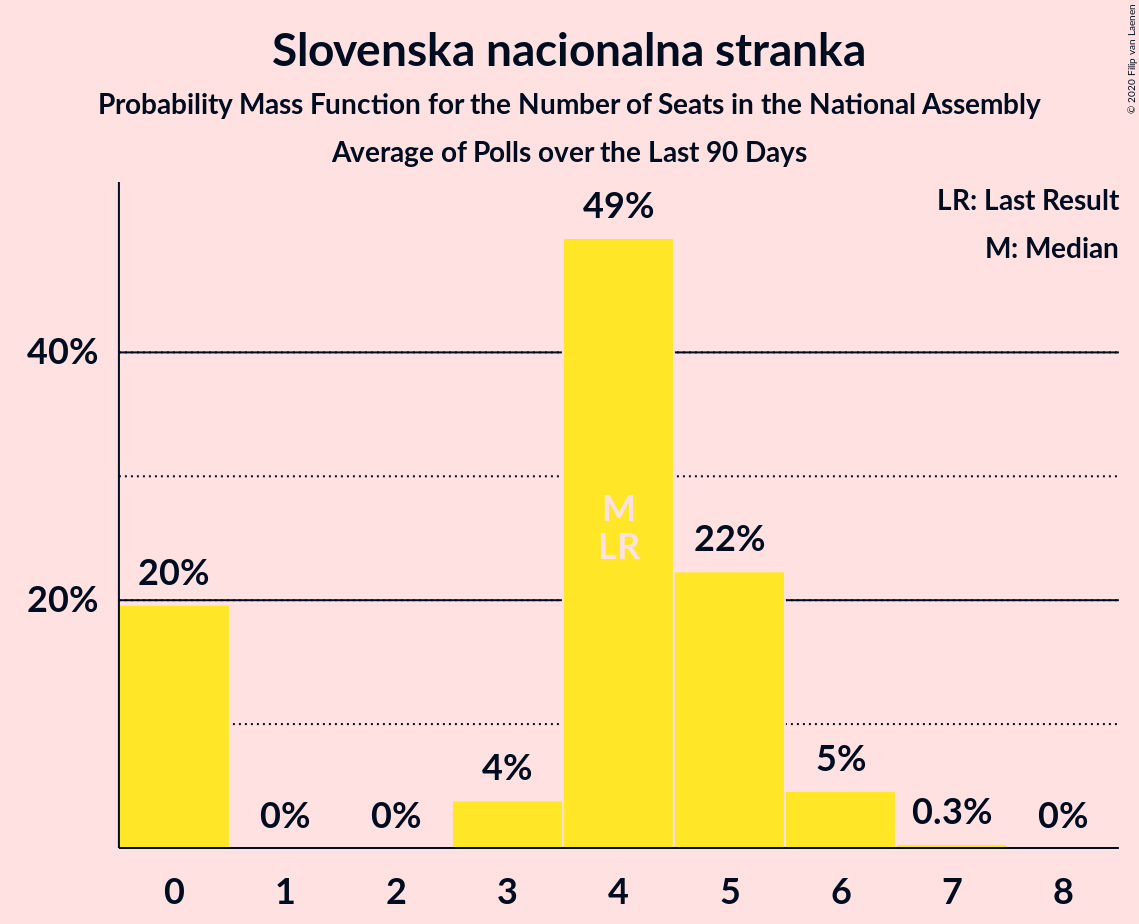 Slovenska nacionalna stranka
Probability Mass Function for the Number of Seats in the National Assembly
Average of Polls over the Last 90 Days
© 2020 Filip van Laenen
LR: Last Result
M: Median
49%
40%
M
LR
22%
20%
20%
5%
4%
0.3%
0%
0%
0%
0 1 2 3 4 5 6 7 8